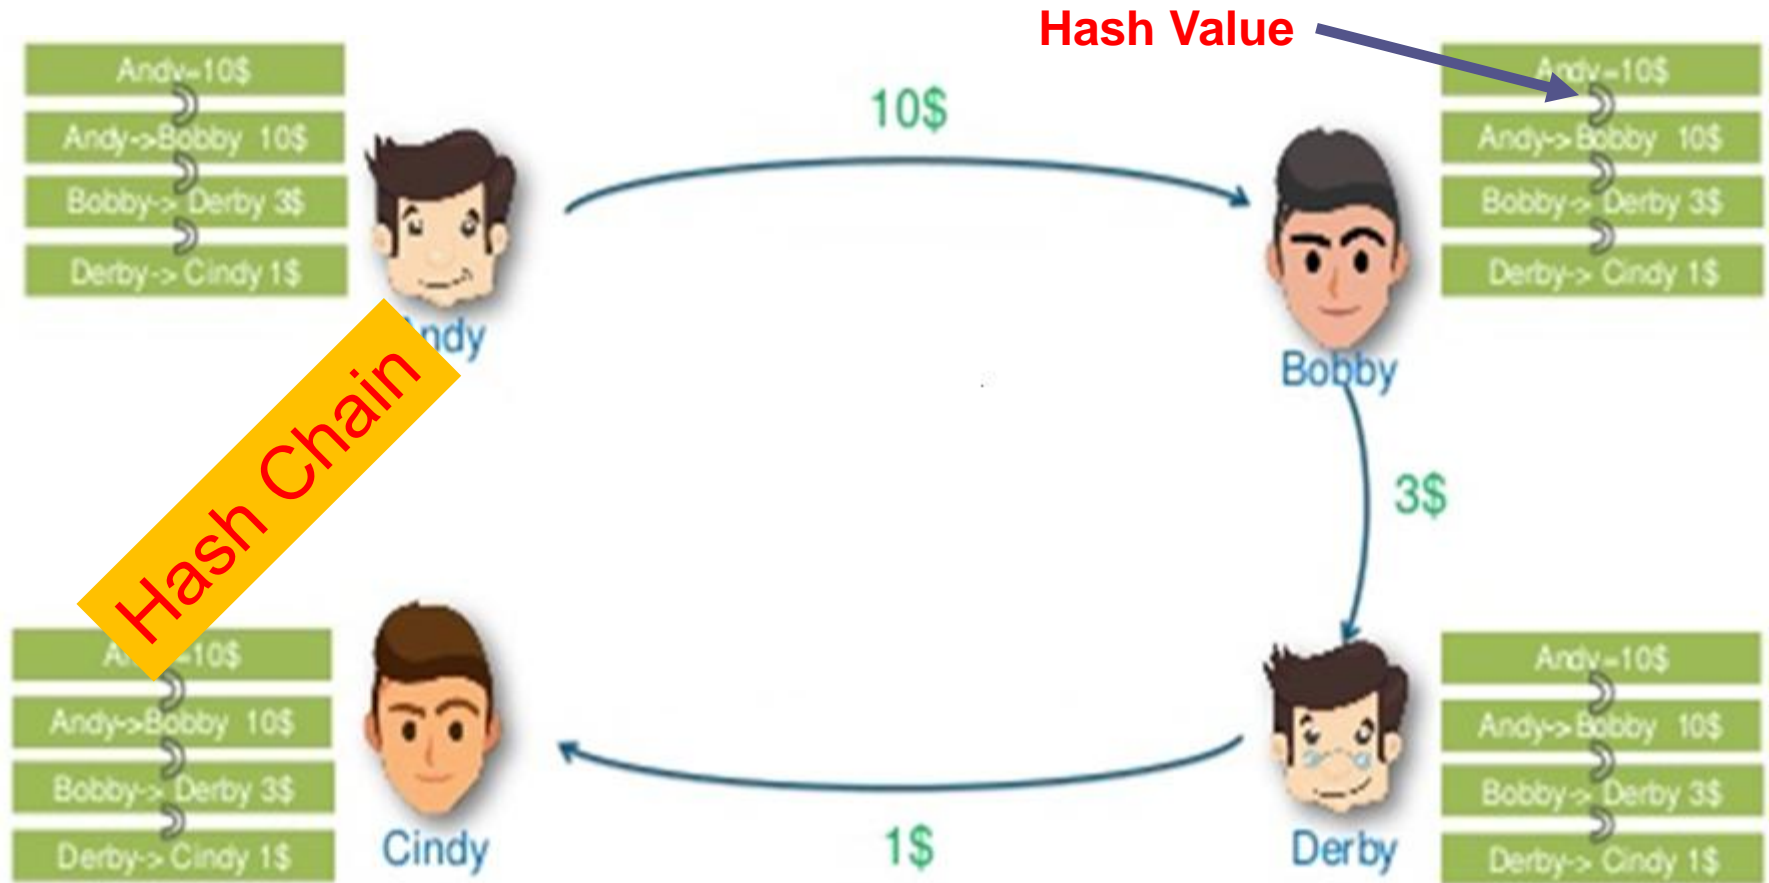 Hash Value
Andy=10$
Andy->Bobby 10$
Bobby-> Derby 3$
Derby-> Cindy 1$
10$
Andy=10$
Andy->Bobby 10$
Bobby-> Derby 3$
Derby-> Cindy 1$
ndy
Bobby
Hash Chain
3$
10$
Andy->Bobby 10$
Bobby-> Derby 3$
Derby-> Cindy 1$
Cindy
1$
Derby
Andy=10$
Andy->Bobby 10$
Bobby-> Derby 3$
Derby-> Cindy 1$